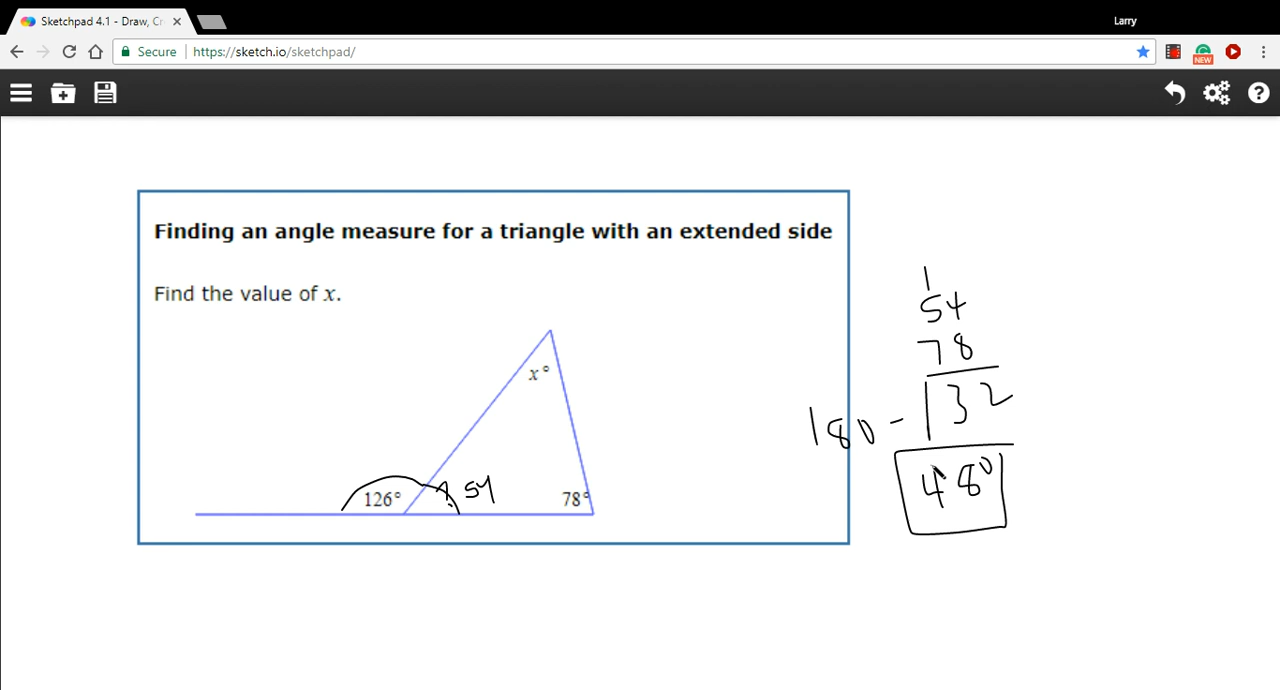 Sketchpad 4.1 - Draw, Cr
Larry
Secure https://sketch.io/sketchpad/
NEW
Finding an angle measure for a triangle with an extended side
Find the value of x.
x°
126°
54
78°
1
54
78
180 - 132
48°